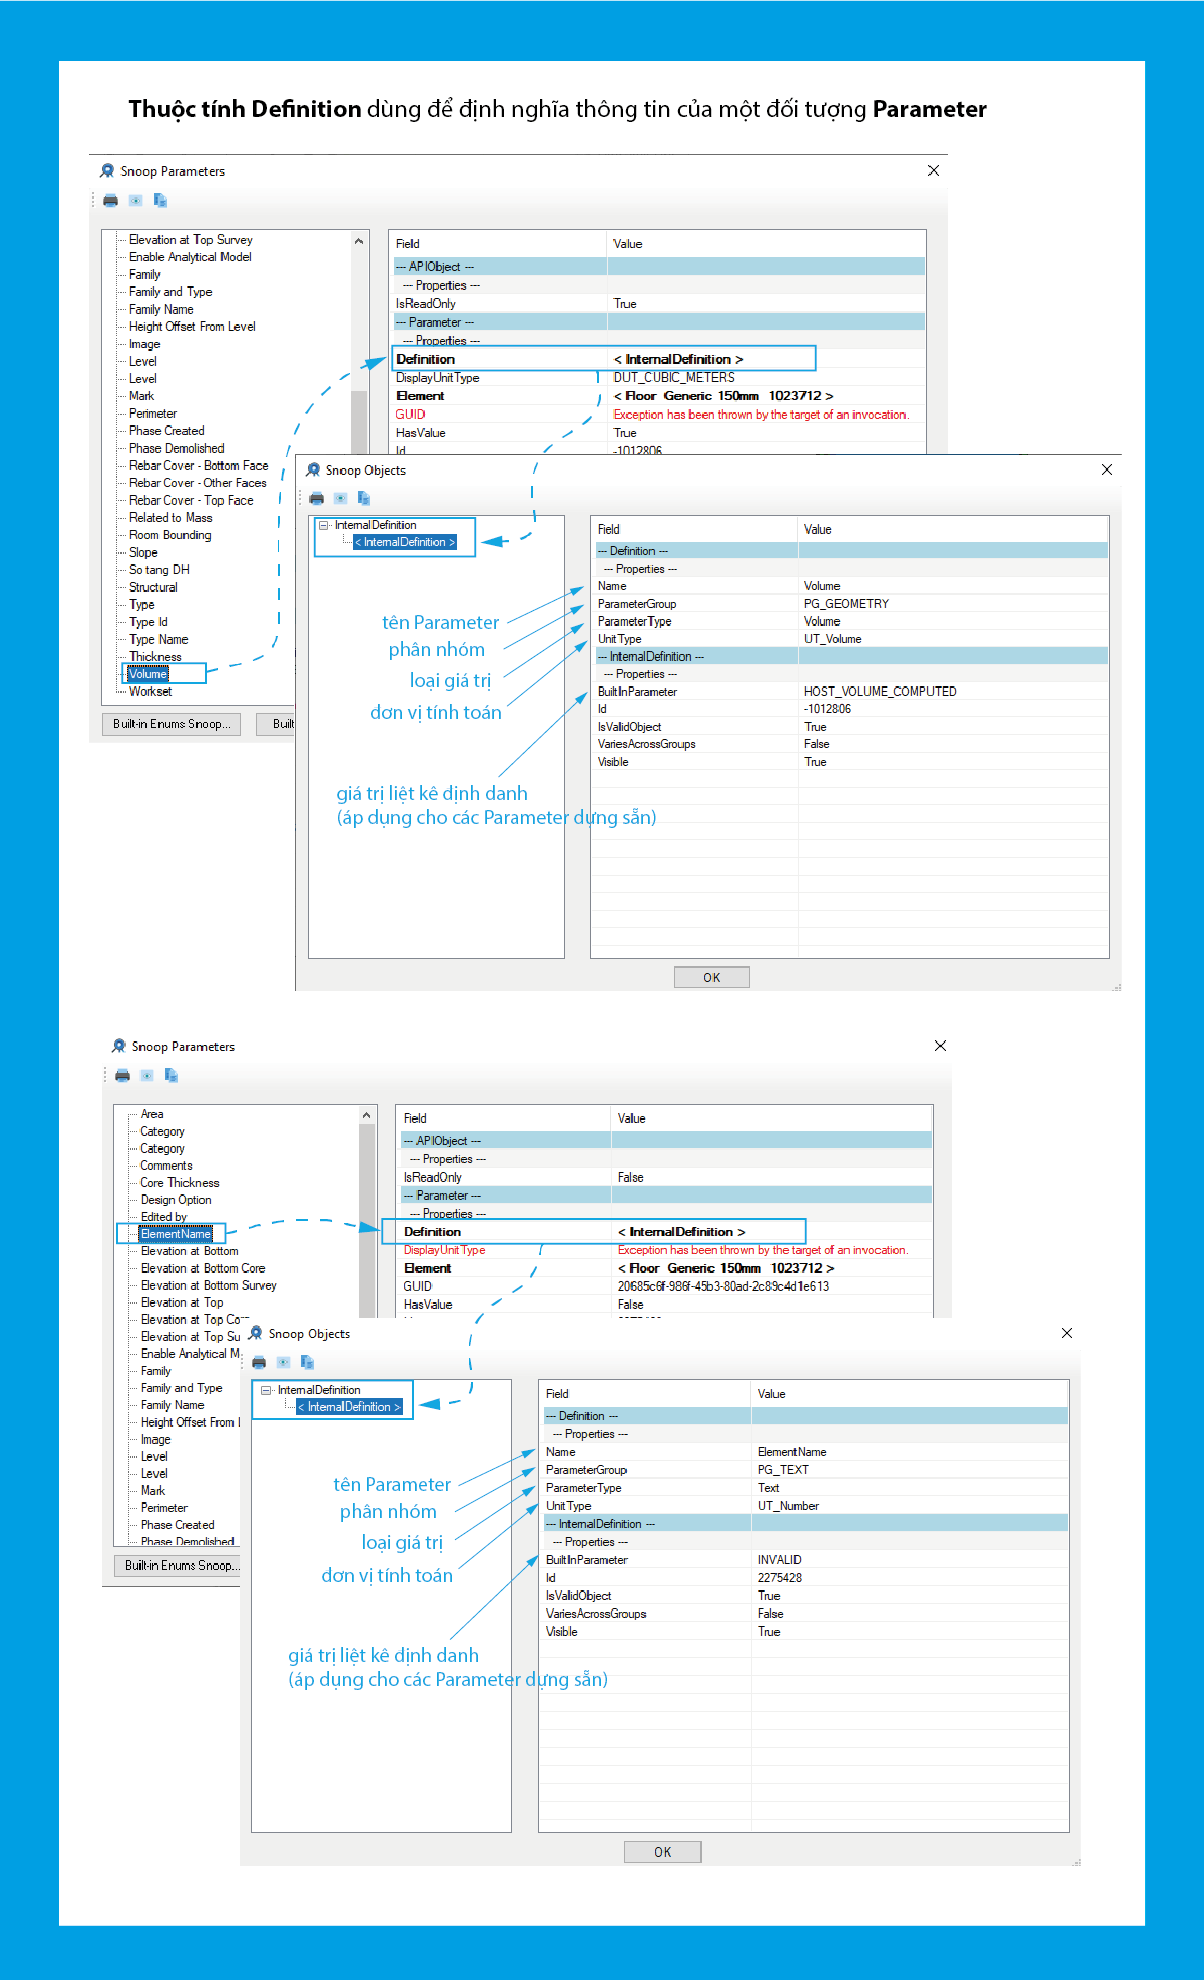 Thuộc tính Definition dùng để định nghĩa thông tin của một đối tượng Parameter
Snoop Parameters
Elevation at Top Survey
Enable Analytical Model
Family
Family and Type
Family Name
Height Offset From Level
Image
Level
Level
Mark
Perimeter
Phase Created
Phase Demolished
Rebar Cover - Bottom Face
Rebar Cover - Other Faces
Rebar Cover - Top Face
Related to Mass
Room Bounding
Slope
So tang DH
Structural
Type
Type Id
Type Name
Thickness
Volume
Workset
Built-in Enums Snoop...
Built
Field Value
--- APIObject ---
--- Properties ---
IsReadOnly True
--- Parameter ---
--- Properties ---
Definition < InternalDefinition >
DisplayUnitType DUT_CUBIC_METERS
Element < Floor Generic 150mm 1023712 >
GUID Exception has been thrown by the target of an invocation.
HasValue True
Id -1012806
Snoop Objects
InternalDefinition
< InternalDefinition >
Field Value
--- Definition ---
--- Properties ---
Name Volume
ParameterGroup PG_GEOMETRY
ParameterType Volume
UnitType UT_Volume
--- InternalDefinition ---
--- Properties ---
BuiltInParameter HOST_VOLUME_COMPUTED
Id -1012806
IsValidObject True
VariesAcrossGroups False
Visible True
tên Parameter
phân nhóm
loại giá trị
dơn vị tính toán
giá trị liệt kê dịnh danh
(áp dụng cho các Parameter dựng sẵn)
OK
Snoop Parameters
Area
Category
Category
Comments
Core Thickness
Design Option
Edited by
ElementName
Elevation at Bottom
Elevation at Bottom Core
Elevation at Bottom Survey
Elevation at Top
Elevation at Top Cor
Elevation at Top Su
Enable Analytical M
Family
Family and Type
Family Name
Height Offset From L
Image
Level
Level
Mark
Perimeter
Phase Created
Phase Demolished
Built-in Enums Snoop...
Field Value
--- APIObject ---
--- Properties ---
IsReadOnly False
--- Parameter ---
--- Properties ---
Definition < InternalDefinition >
DisplayUnitType Exception has been thrown by the target of an invocation.
Element < Floor Generic 150mm 1023712 >
GUID 20685c6f-986f-45b3-80ad-2c89c4d1e613
HasValue False
Snoop Objects
InternalDefinition
< InternalDefinition >
Field Value
--- Definition ---
--- Properties ---
Name ElementName
ParameterGroup PG_TEXT
ParameterType Text
UnitType UT_Number
--- InternalDefinition ---
--- Properties ---
BuiltInParameter INVALID
Id 2275428
IsValidObject True
VariesAcrossGroups False
Visible True
tên Parameter
phân nhóm
loại giá trị
dơn vị tính toán
giá trị liệt kê dịnh danh
(áp dụng cho các Parameter dựng sẵn)
OK